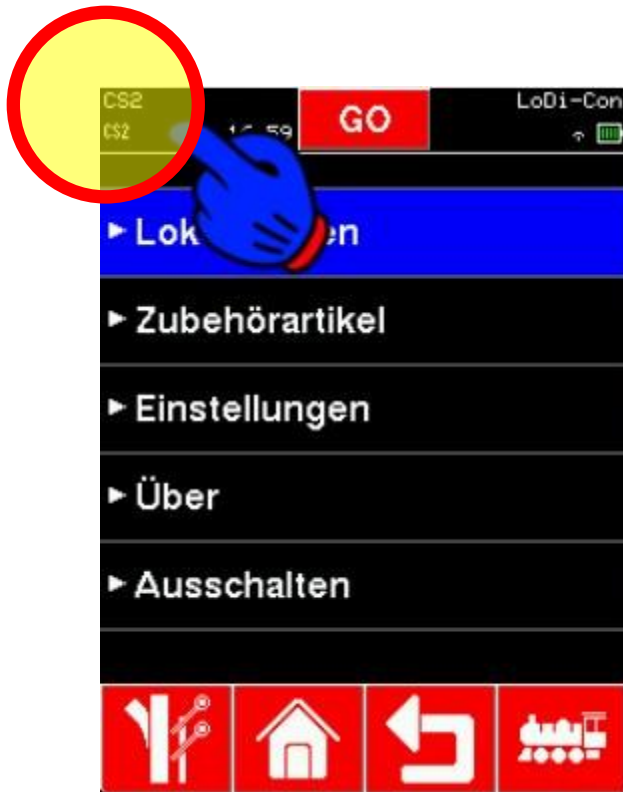 CS2
LoDi-Con
CS2
GO
Zubehörartikel
Einstellungen
Über
Ausschalten